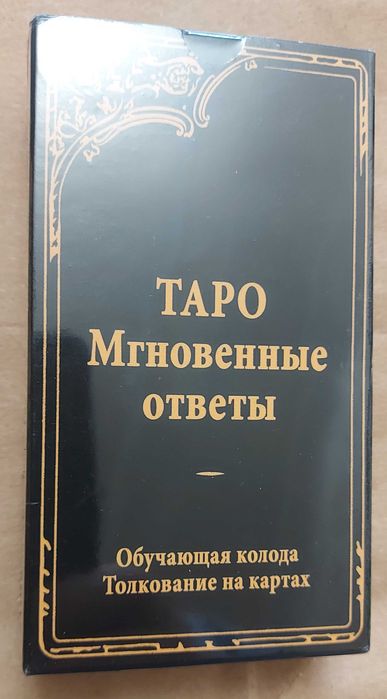 ТАРО
Мгновенные
ответы
Обучающая колода
Толкование на картах